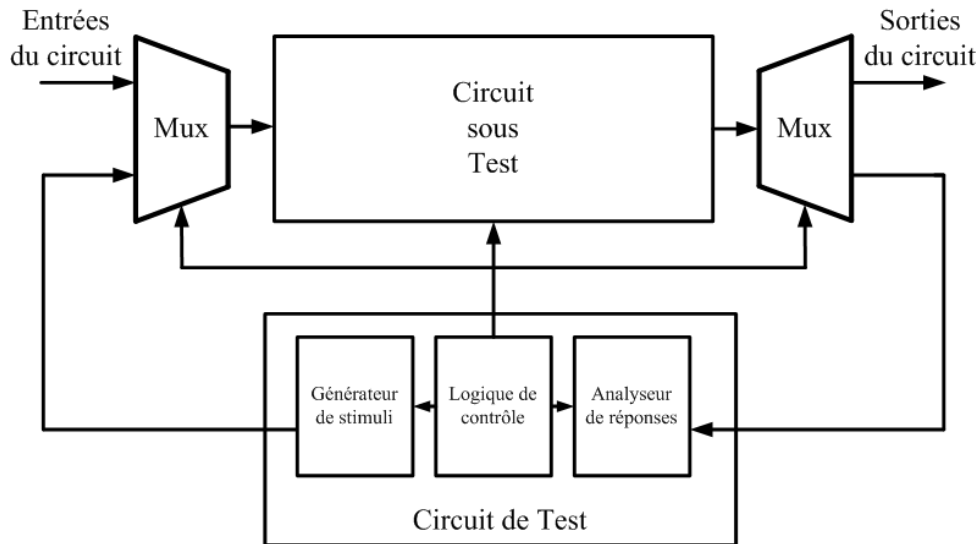 Entrées
du circuit
Sorties
du circuit
Mux
Circuit
sous
Test
Mux
Générateur
de stimuli
Logique de
contrôle
Analyseur
de réponses
Circuit de Test